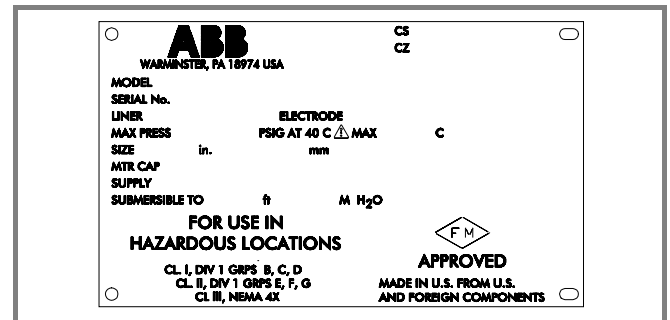 ABB
WARMINSTER, PA 18974 USA
CS
CZ
MODEL
SERIAL No.
LINER ELECTRODE
MAX PRESS PSIG AT 40 C ⚠ MAX C
SIZE in. mm
MTR CAP
SUPPLY
SUBMERSIBLE TO ft M H₂O
FOR USE IN
HAZARDOUS LOCATIONS
CL. I, DIV 1 GRPS B, C, D
CL. II, DIV 1 GRPS E, F, G
CL III, NEMA 4X
FM
APPROVED
MADE IN U.S. FROM U.S.
AND FOREIGN COMPONENTS